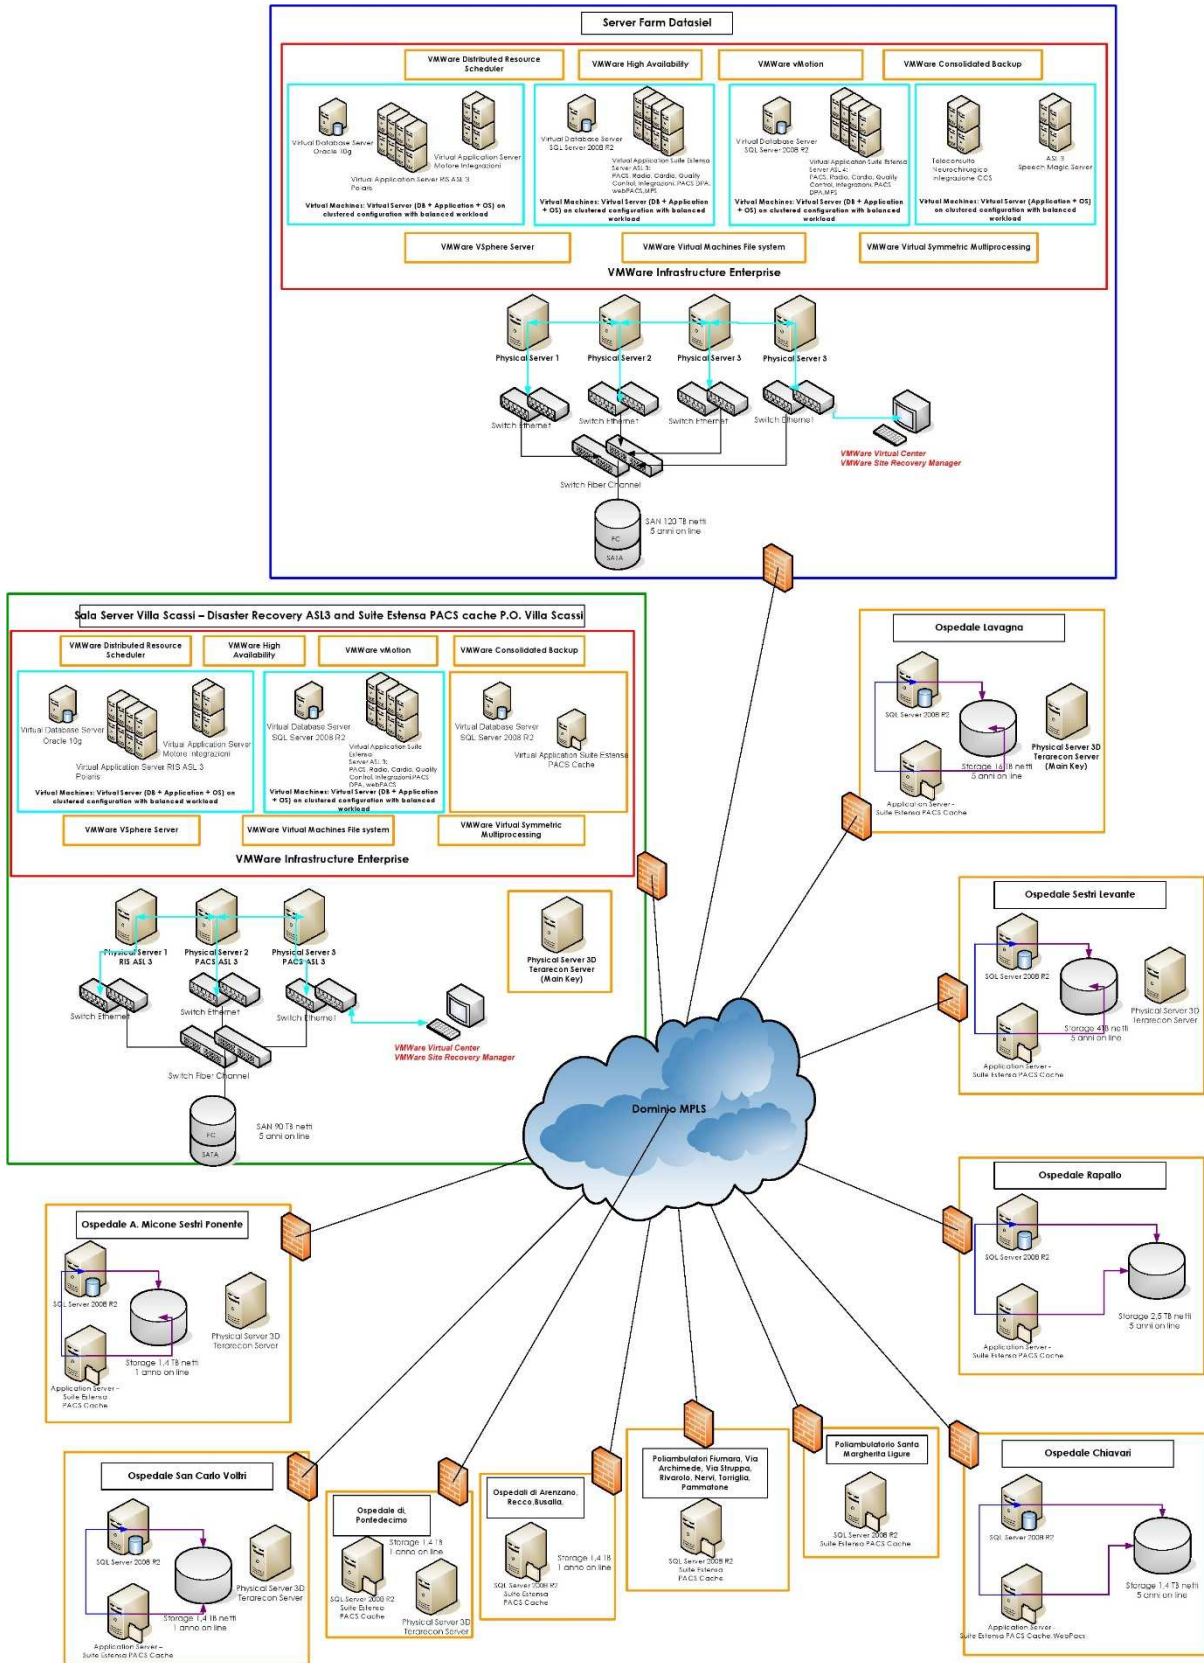 Server Farm Datasiel
VMWare Distributed Resource
Scheduler
VMWare High Availability
VMWare vMotion
VMWare Consolidated Backup
Virtual Database Server
Oracle 10g
Virtual Application Server RIS ASL 3
Polaris
Virtual Application Server
Motore Integrazioni
Virtual Machines: Virtual Server (DB + Application + OS) on
clustered configuration with balanced workload
Virtual Database Server
SQL Server 2008 R2
Virtual Application Suite Estensa
Server ASL 3:
PACS, Radio, Cardio, Quality
Control, Integrazioni, PACS DPA,
webPACS,MPS
Virtual Machines: Virtual Server (DB + Application
+ OS) on clustered configuration with balanced
workload
Virtual Database Server
SQL Server 2008 R2
Virtual Application Suite Estensa
Server ASL 4:
PACS, Radio, Cardio, Quality
Control, Integrazioni, PACS
DPA,MPS
Virtual Machines: Virtual Server (DB + Application
+ OS) on clustered configuration with balanced
workload
Teleconsulto
Neurochirurgico
Integrazione CCS
ASL 3
Speech Magic Server
Virtual Machines: Virtual Server (Application + OS)
on clustered configuration with balanced workload
VMWare VSphere Server
VMWare Virtual Machines File system
VMWare Virtual Symmetric Multiprocessing
VMWare Infrastructure Enterprise
Physical Server 1
Physical Server 2
Physical Server 3
Physical Server 3
Switch Ethernet
Switch Ethernet
Switch Ethernet
Switch Ethernet
VMWare Virtual Center
VMWare Site Recovery Manager
Switch Fiber Channel
SAN 120 TB netti
5 anni on line
FC
SATA
Sala Server Villa Scassi – Disaster Recovery ASL3 and Suite Estensa PACS cache P.O. Villa Scassi
VMWare Distributed Resource
Scheduler
VMWare High
Availability
VMWare vMotion
VMWare Consolidated Backup
Virtual Database Server
Oracle 10g
Virtual Application Server RIS ASL 3
Polaris
Virtual Application Server
Motore Integrazioni
Virtual Machines: Virtual Server (DB + Application + OS) on
clustered configuration with balanced workload
Virtual Database Server
SQL Server 2008 R2
Virtual Application Suite
Estensa
Server ASL 3:
PACS, Radio, Cardio, Quality
Control, Integrazioni,PACS
DPA, webPACS
Virtual Machines: Virtual Server (DB + Application
+ OS) on clustered configuration with balanced
workload
Virtual Database Server
SQL Server 2008 R2
Virtual Application Suite Estensa
PACS Cache
VMWare VSphere Server
VMWare Virtual Machines File system
VMWare Virtual Symmetric
Multiprocessing
VMWare Infrastructure Enterprise
Physical Server 1
RIS ASL 3
Physical Server 2
PACS ASL 3
Physical Server 3
PACS ASL 3
Switch Ethernet
Switch Ethernet
Switch Ethernet
VMWare Virtual Center
VMWare Site Recovery Manager
Switch Fiber Channel
SAN 90 TB netti
5 anni on line
FC
SATA
Physical Server 3D
Terarecon Server
(Main Key)
Ospedale Lavagna
SQL Server 2008 R2
Storage 16 TB netti
5 anni on line
Physical Server 3D
Terarecon Server
(Main Key)
Application Server -
Suite Estensa PACS Cache
Ospedale Sestri Levante
SQL Server 2008 R2
Storage 4TB netti
5 anni on line
Physical Server 3D
Terarecon Server
Application Server -
Suite Estensa PACS Cache
Dominio MPLS
Ospedale Rapallo
SQL Server 2008 R2
Storage 2,5 TB netti
5 anni on line
Application Server -
Suite Estensa PACS Cache
Ospedale A. Micone Sestri Ponente
SQL Server 2008 R2
Storage 1,4 TB netti
1 anno on line
Physical Server 3D
Terarecon Server
Application Server –
Suite Estensa
PACS Cache
Ospedale San Carlo Voltri
SQL Server 2008 R2
Storage 1,4 TB netti
1 anno on line
Physical Server 3D
Terarecon Server
Application Server –
Suite Estensa PACS Cache
Ospedale di,
Pontedecimo
Storage 1,4 TB
1 anno on line
SQL Server 2008 R2
Suite Estensa
PACS Cache
Physical Server 3D
Terarecon Server
Ospedali di Arenzano,
Recco,Busalla,
Storage 1,4 TB
1 anno on line
SQL Server 2008 R2
Suite Estensa
PACS Cache
Poliambulatori Fiumara, Via
Archimede, Via Struppa,
Rivarolo, Nervi, Torriglia,
Pammatone
SQL Server 2008 R2
Suite Estensa
PACS Cache
Poliambulatorio Santa
Margherita Ligure
SQL Server 2008 R2
Suite Estensa PACS Cache
Ospedale Chiavari
SQL Server 2008 R2
Storage 1,4 TB netti
5 anni on line
Application Server -
Suite Estensa PACS Cache, WebPacs